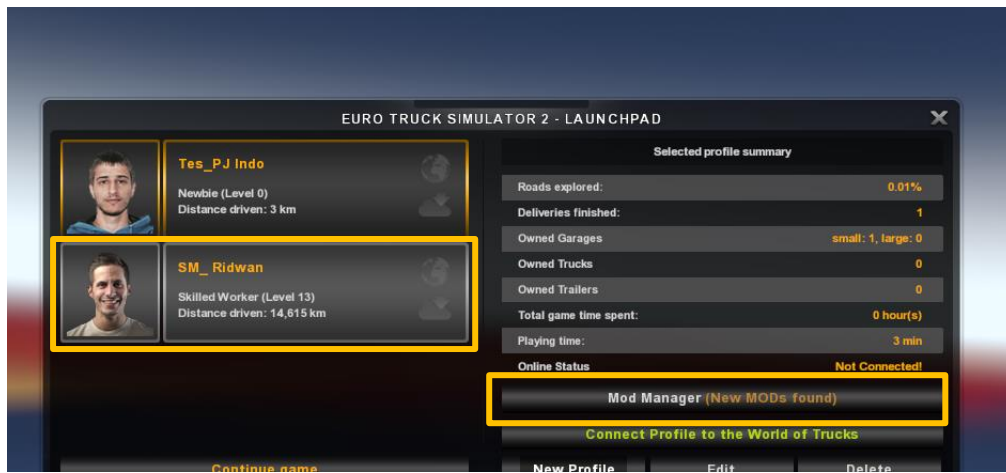 EURO TRUCK SIMULATOR 2 - LAUNCHPAD
Tes_PJ Indo
Newbie (Level 0)
Distance driven: 3 km
SM_ Ridwan
Skilled Worker (Level 13)
Distance driven: 14,615 km
Continue game
Selected profile summary
Roads explored: 0.01%
Deliveries finished: 1
Owned Garages small: 1, large: 0
Owned Trucks 0
Owned Trailers 0
Total game time spent: 0 hour(s)
Playing time: 3 min
Online Status Not Connected!
Mod Manager (New MODs found)
Connect Profile to the World of Trucks
New Profile Edit Delete